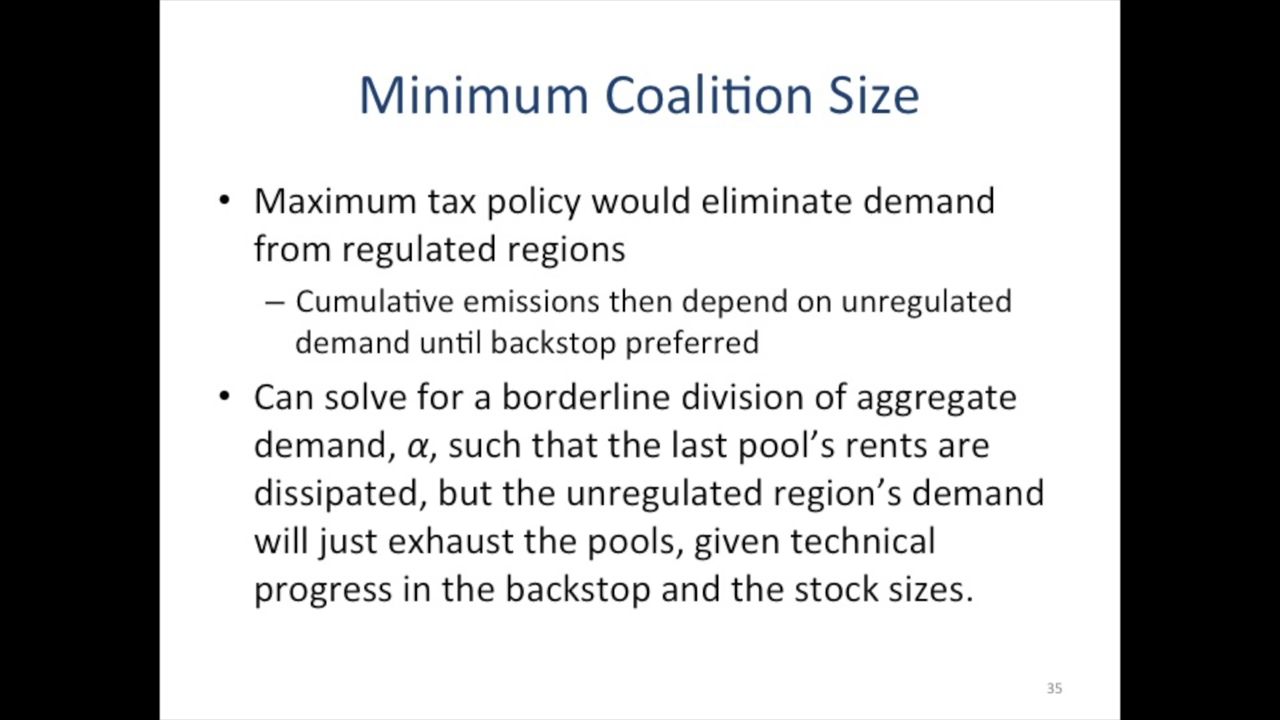 Minimum Coalition Size
• Maximum tax policy would eliminate demand
from regulated regions
– Cumulative emissions then depend on unregulated
demand until backstop preferred
• Can solve for a borderline division of aggregate
demand, α, such that the last pool’s rents are
dissipated, but the unregulated region’s demand
will just exhaust the pools, given technical
progress in the backstop and the stock sizes.
35